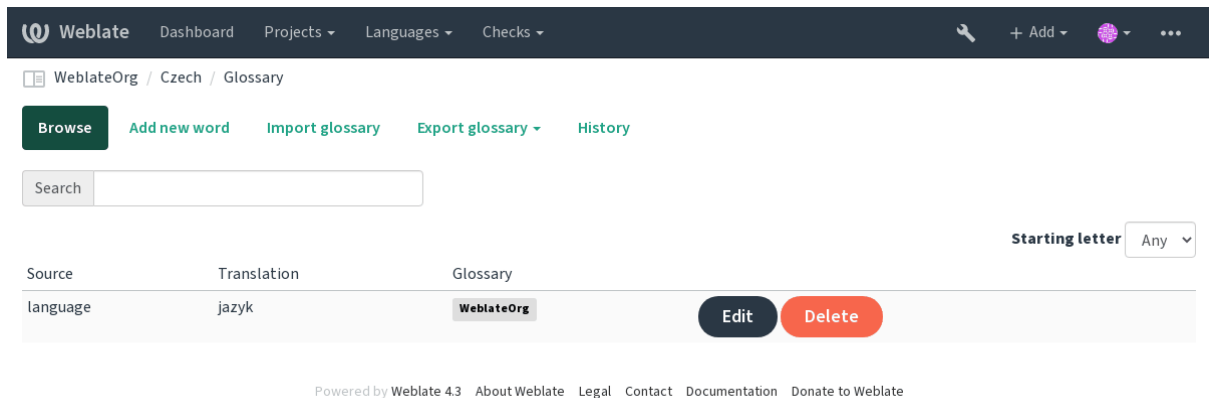 Weblate Dashboard Projects Languages Checks + Add
WeblateOrg / Czech / Glossary
Browse Add new word Import glossary Export glossary History
Search
Starting letter Any
Source Translation Glossary
language jazyk WeblateOrg Edit Delete
Powered by Weblate 4.3 About Weblate Legal Contact Documentation Donate to Weblate